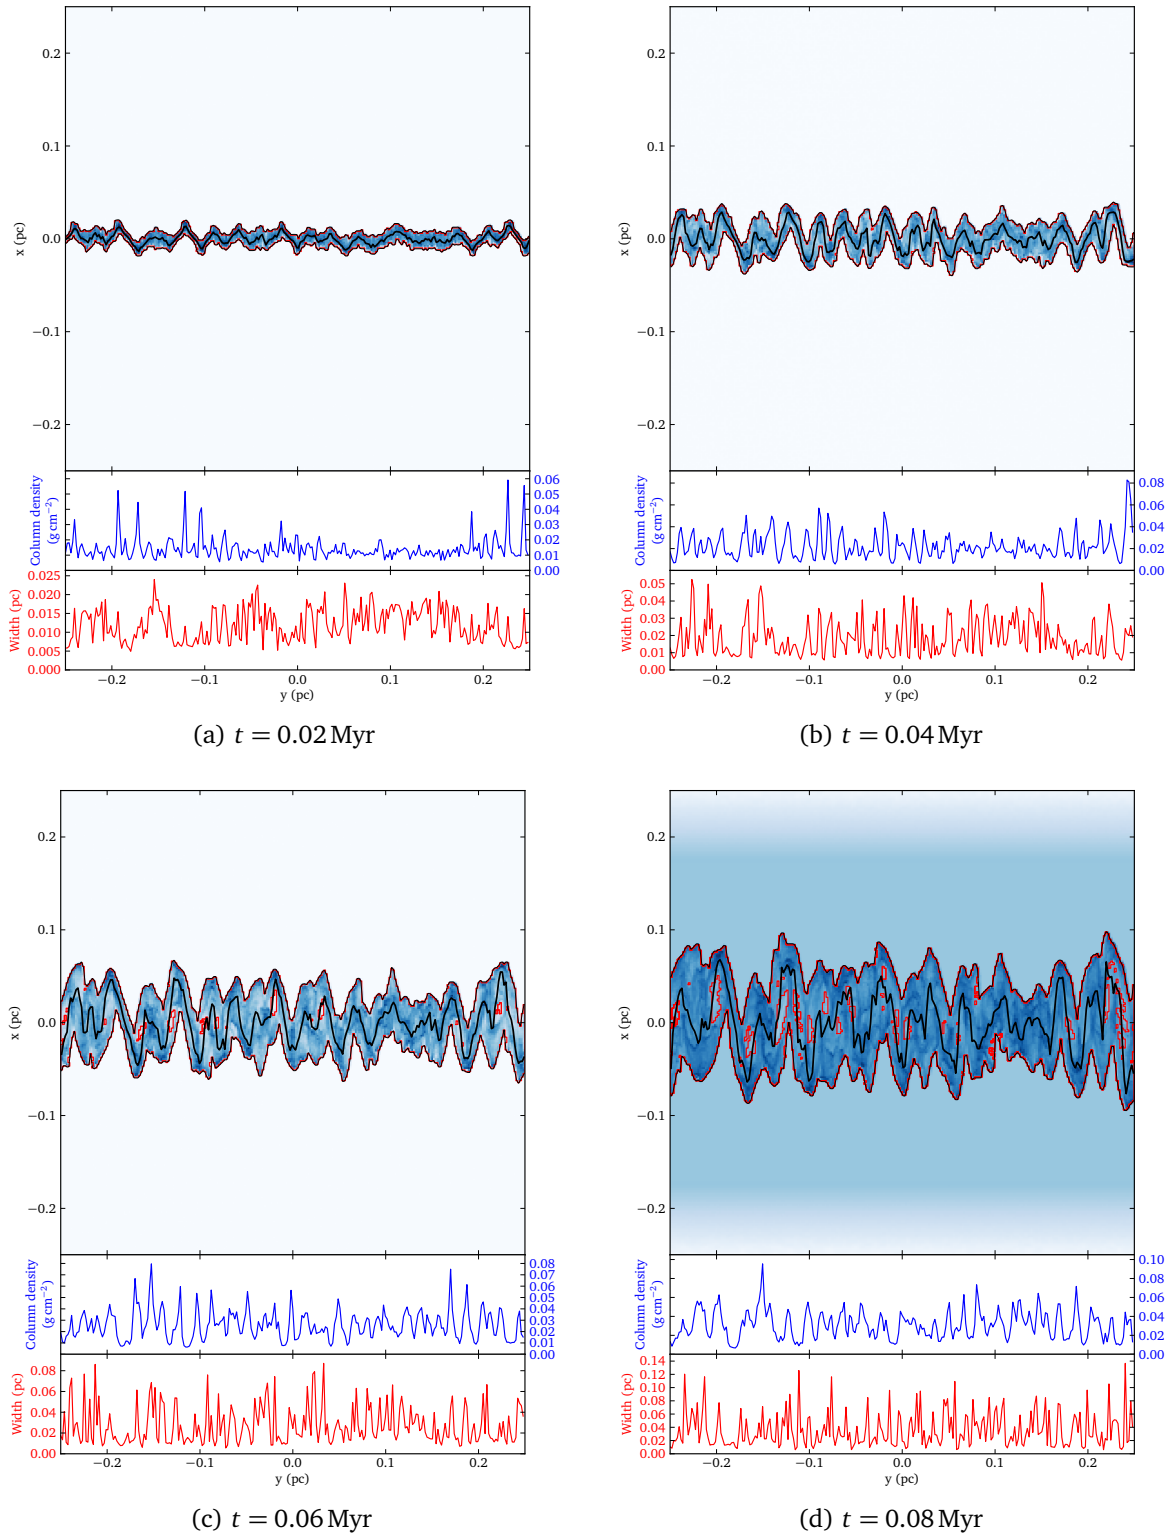 0.2
0.1
x (pc)
0.0
−0.1
−0.2
Column density
(g cm−2)
0.06
0.05
0.04
0.03
0.02
0.01
0.00
Width (pc)
0.025
0.020
0.015
0.010
0.005
0.000
−0.2 −0.1 0.0 0.1 0.2
y (pc)
(a) t = 0.02 Myr
0.2
0.1
x (pc)
0.0
−0.1
−0.2
Column density
(g cm−2)
0.08
0.06
0.04
0.02
0.00
Width (pc)
0.05
0.04
0.03
0.02
0.01
0.00
−0.2 −0.1 0.0 0.1 0.2
y (pc)
(b) t = 0.04 Myr
0.2
0.1
x (pc)
0.0
−0.1
−0.2
Column density
(g cm−2)
0.08
0.07
0.06
0.05
0.04
0.03
0.02
0.01
0.00
Width (pc)
0.08
0.06
0.04
0.02
0.00
−0.2 −0.1 0.0 0.1 0.2
y (pc)
(c) t = 0.06 Myr
0.2
0.1
x (pc)
0.0
−0.1
−0.2
Column density
(g cm−2)
0.10
0.08
0.06
0.04
0.02
0.00
Width (pc)
0.14
0.12
0.10
0.08
0.06
0.04
0.02
0.00
−0.2 −0.1 0.0 0.1 0.2
y (pc)
(d) t = 0.08 Myr